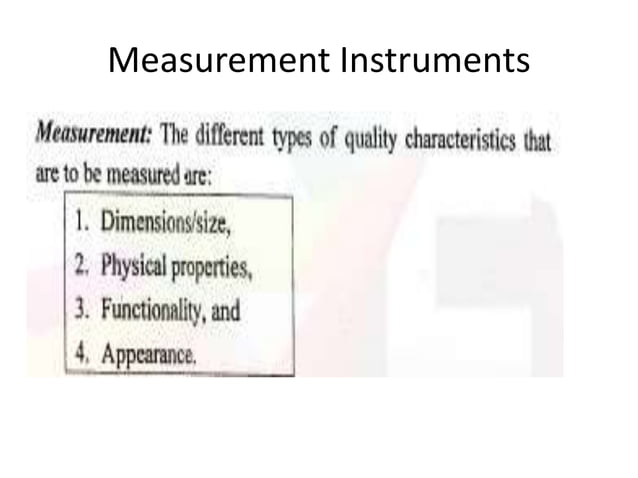 Measurement Instruments
Measurement: The different types of quality characteristics that
are to be measured are:
1. Dimensions/size,
2. Physical properties,
3. Functionality, and
4. Appearance.